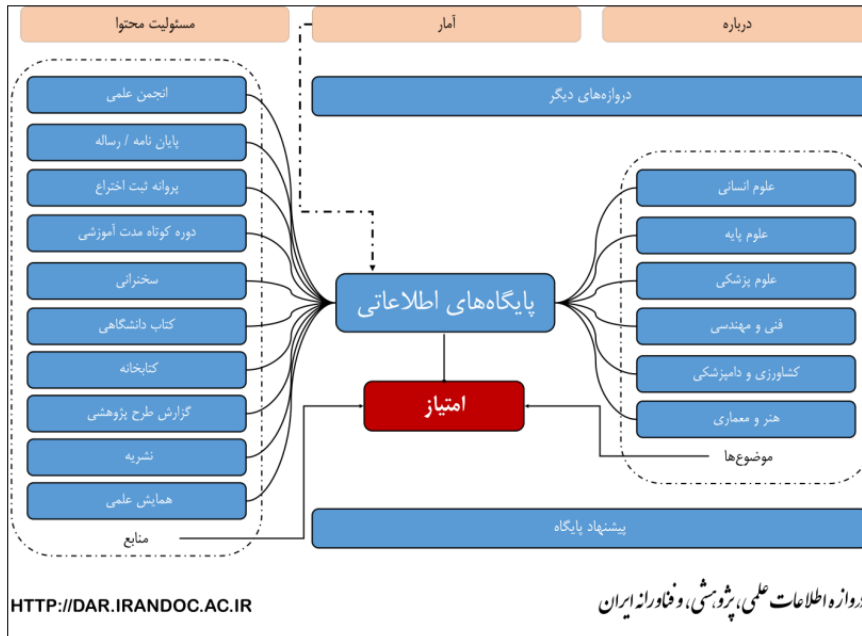 درباره
آمار
مسئولیت محتوا
دروازه‌های دیگر
علوم انسانی
علوم پایه
علوم پزشکی
فنی و مهندسی
کشاورزی و دامپزشکی
هنر و معماری
موضوع‌ها
پایگاه‌های اطلاعاتی
امتیاز
انجمن علمی
پایان نامه / رساله
پروانه ثبت اختراع
دوره کوتاه مدت آموزشی
سخنرانی
کتاب دانشگاهی
کتابخانه
گزارش طرح پژوهشی
نشریه
همایش علمی
منابع
پیشنهاد پایگاه
دروازه اطلاعات علمی، پژوهشی، و فناورانه ایران
HTTP://DAR.IRANDOC.AC.IR